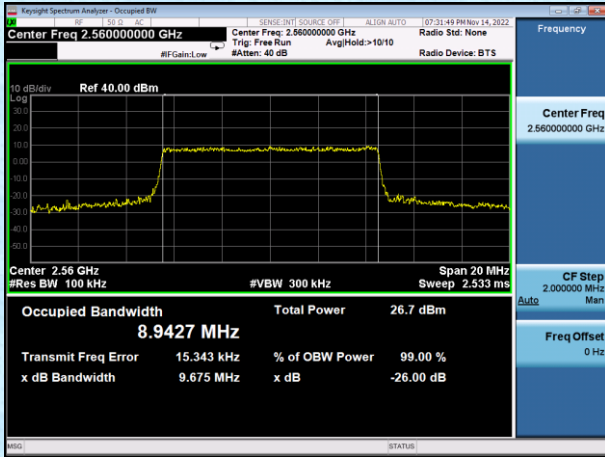 Keysight Spectrum Analyzer - Occupied BW
RF 50 Ω AC SENSE:INT SOURCE OFF ALIGN AUTO 07:31:49 PM Nov 14, 2022
Center Freq 2.560000000 GHz
Center Freq: 2.560000000 GHz
Radio Std: None
Trig: Free Run Avg|Hold:>10/10
#IFGain:Low #Atten: 40 dB
Radio Device: BTS
Frequency
10 dB/div Ref 40.00 dBm
Log
30.0
20.0
10.0
0.00
-10.0
-20.0
-30.0
-40.0
-50.0
Center 2.56 GHz Span 20 MHz
#Res BW 100 kHz #VBW 300 kHz Sweep 2.533 ms
Occupied Bandwidth Total Power 26.7 dBm
8.9427 MHz
Transmit Freq Error 15.343 kHz % of OBW Power 99.00 %
x dB Bandwidth 9.675 MHz x dB -26.00 dB
Center Freq
2.560000000 GHz
CF Step
2.000000 MHz
Auto Man
Freq Offset
0 Hz
MSG STATUS